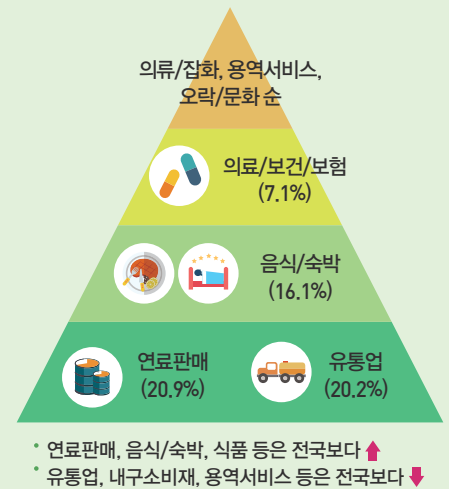 의류/잡화, 용역서비스,
오락/문화 순
의료/보건/보험
(7.1%)
음식/숙박
(16.1%)
연료판매
(20.9%)
유통업
(20.2%)
• 연료판매, 음식/숙박, 식품 등은 전국보다
• 유통업, 내구소비재, 용역서비스 등은 전국보다